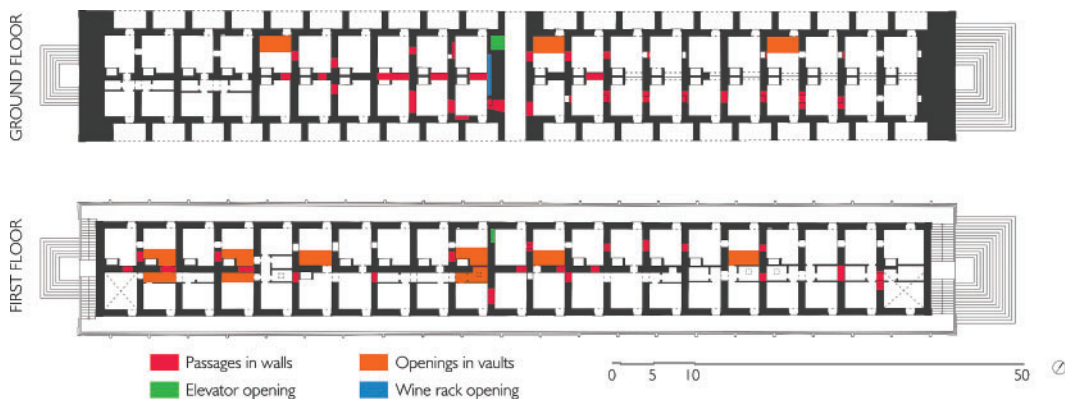 GROUND FLOOR
FIRST FLOOR
Passages in walls
Openings in vaults
Elevator opening
Wine rack opening
0 5 10 50